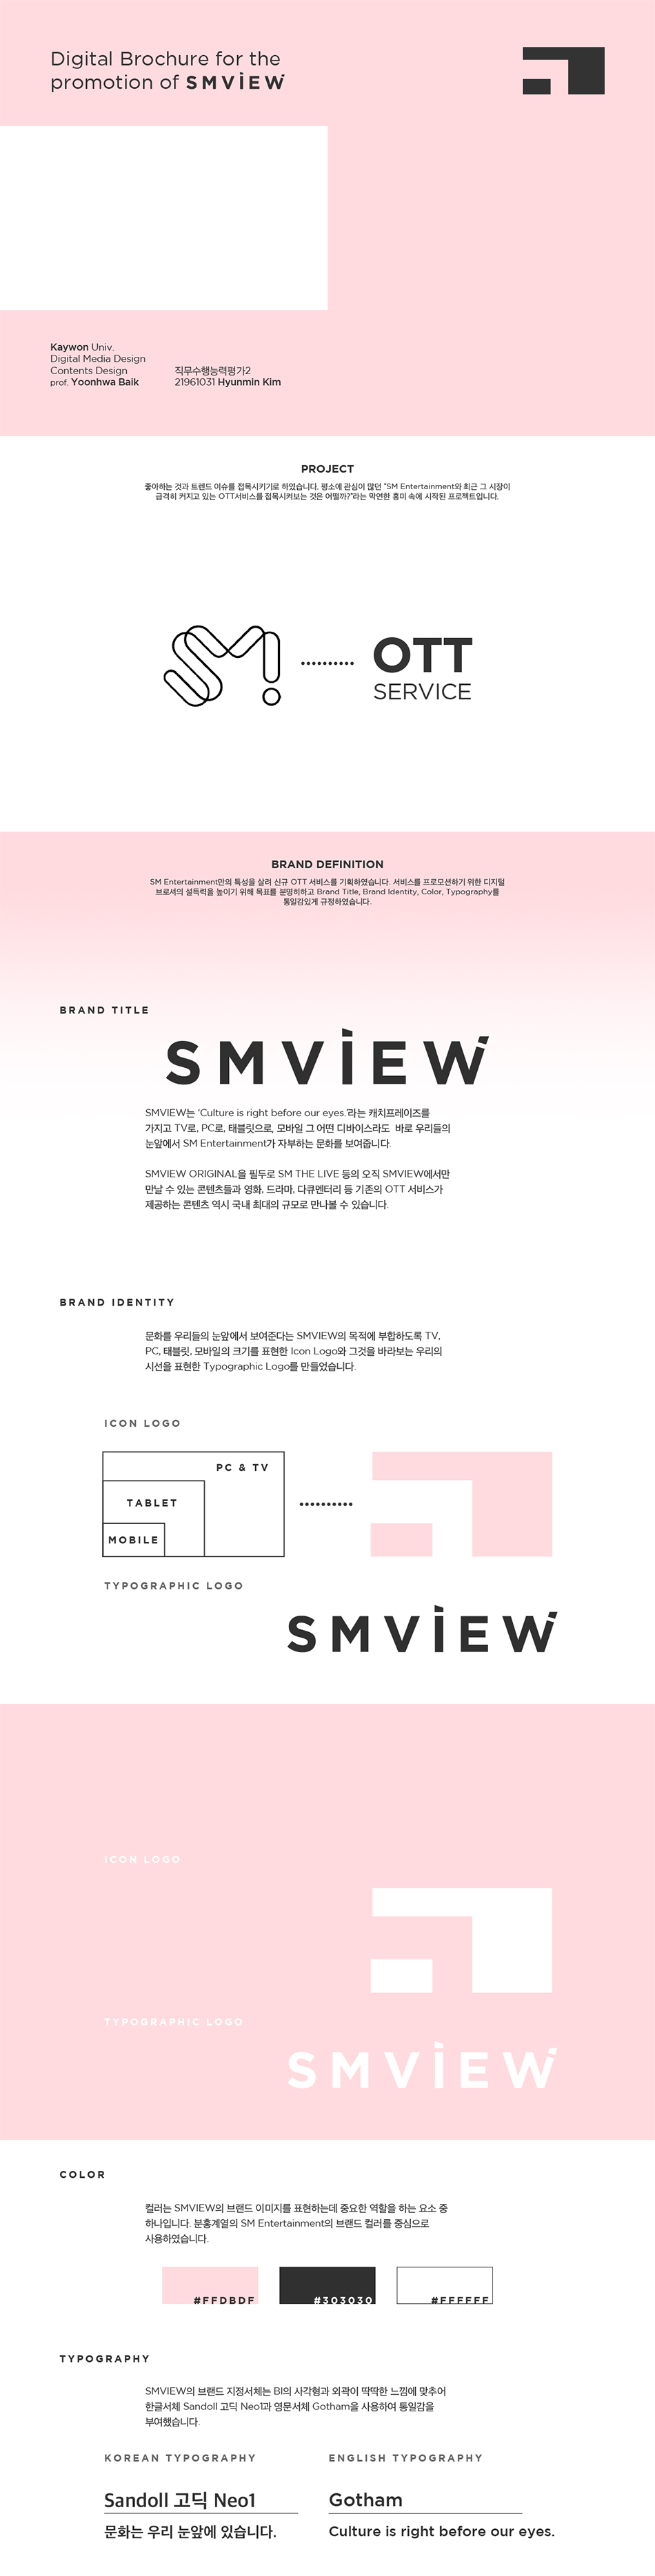 Digital Brochure for the
promotion of SMVIEW
Kaywon Univ.
Digital Media Design
Contents Design
prof. Yoonhwa Baik
직무수행능력평가2
21961031 Hyunmin Kim
PROJECT
좋아하는 것과 트렌드 이슈를 접목시키기로 하였습니다. 평소에 관심이 많던 "SM Entertainment와 최근 그 시장이
급격히 커지고 있는 OTT서비스를 접목시켜보는 것은 어떨까?"라는 막연한 흥미 속에 시작된 프로젝트입니다.
SM!
OTT
SERVICE
BRAND DEFINITION
SM Entertainment만의 특성을 살려 신규 OTT 서비스를 기획하였습니다. 서비스를 프로모션하기 위한 디지털
브로셔의 설득력을 높이기 위해 목표를 분명히하고 Brand Title, Brand Identity, Color, Typography를
통일감있게 규정하였습니다.
BRAND TITLE
SMVIEW
SMVIEW는 ‘Culture is right before our eyes.’라는 캐치프레이즈를
가지고 TV로, PC로, 태블릿으로, 모바일 그 어떤 디바이스라도 바로 우리들의
눈앞에서 SM Entertainment가 자부하는 문화를 보여줍니다.
SMVIEW ORIGINAL을 필두로 SM THE LIVE 등의 오직 SMVIEW에서만
만날 수 있는 콘텐츠들과 영화, 드라마, 다큐멘터리 등 기존의 OTT 서비스가
제공하는 콘텐츠 역시 국내 최대의 규모로 만나볼 수 있습니다.
BRAND IDENTITY
문화를 우리들의 눈앞에서 보여준다는 SMVIEW의 목적에 부합하도록 TV,
PC, 태블릿, 모바일의 크기를 표현한 Icon Logo와 그것을 바라보는 우리의
시선을 표현한 Typographic Logo를 만들었습니다.
ICON LOGO
PC & TV
TABLET
MOBILE
TYPOGRAPHIC LOGO
SMVIEW
ICON LOGO
TYPOGRAPHIC LOGO
SMVIEW
COLOR
컬러는 SMVIEW의 브랜드 이미지를 표현하는데 중요한 역할을 하는 요소 중
하나입니다. 분홍계열의 SM Entertainment의 브랜드 컬러를 중심으로
사용하였습니다.
#FFDBDF
#303030
#FFFFFF
TYPOGRAPHY
SMVIEW의 브랜드 지정서체는 BI의 사각형과 외곽이 딱딱한 느낌에 맞추어
한글서체 Sandoll 고딕 Neo1과 영문서체 Gotham을 사용하여 통일감을
부여했습니다.
KOREAN TYPOGRAPHY
ENGLISH TYPOGRAPHY
Sandoll 고딕 Neo1
Gotham
문화는 우리 눈앞에 있습니다.
Culture is right before our eyes.